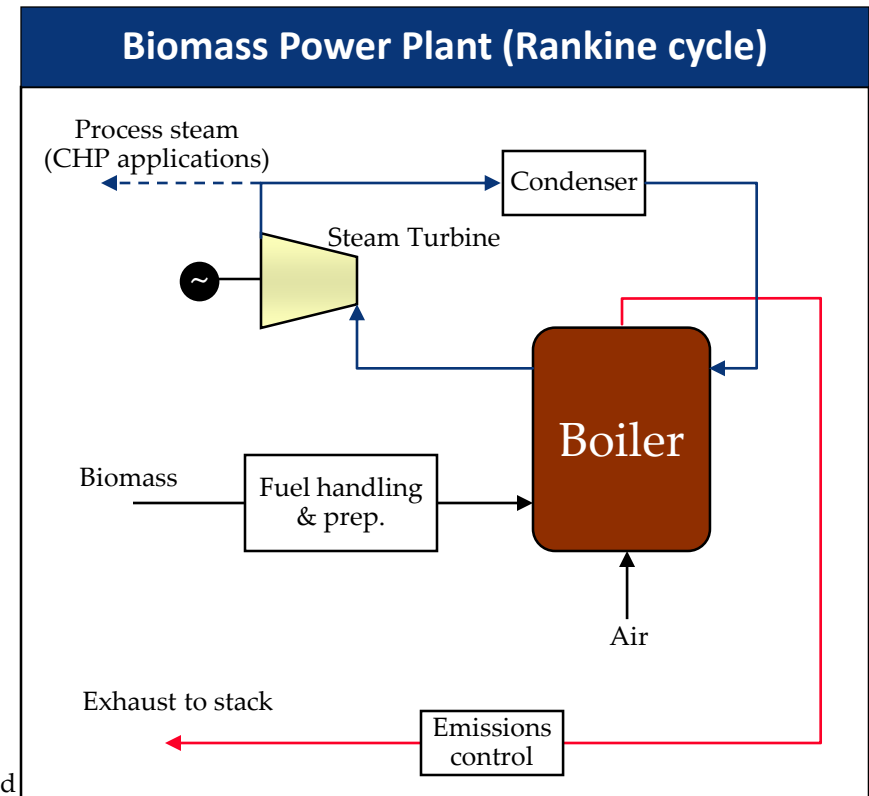 Biomass Power Plant (Rankine cycle)
Process steam
(CHP applications)
Condenser
Steam Turbine
~
Boiler
Biomass
Fuel handling
& prep.
Air
Exhaust to stack
Emissions
control
d